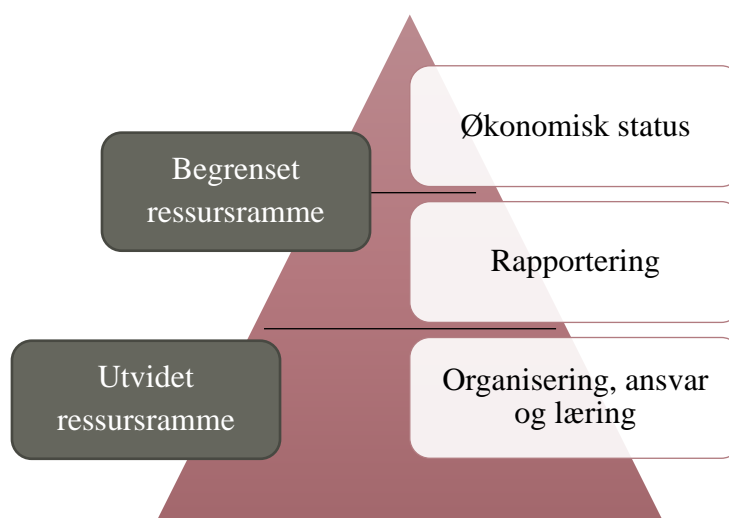 Økonomisk status
Begrenset
ressursramme
Rapportering
Utvidet
ressursramme
Organisering, ansvar
og læring